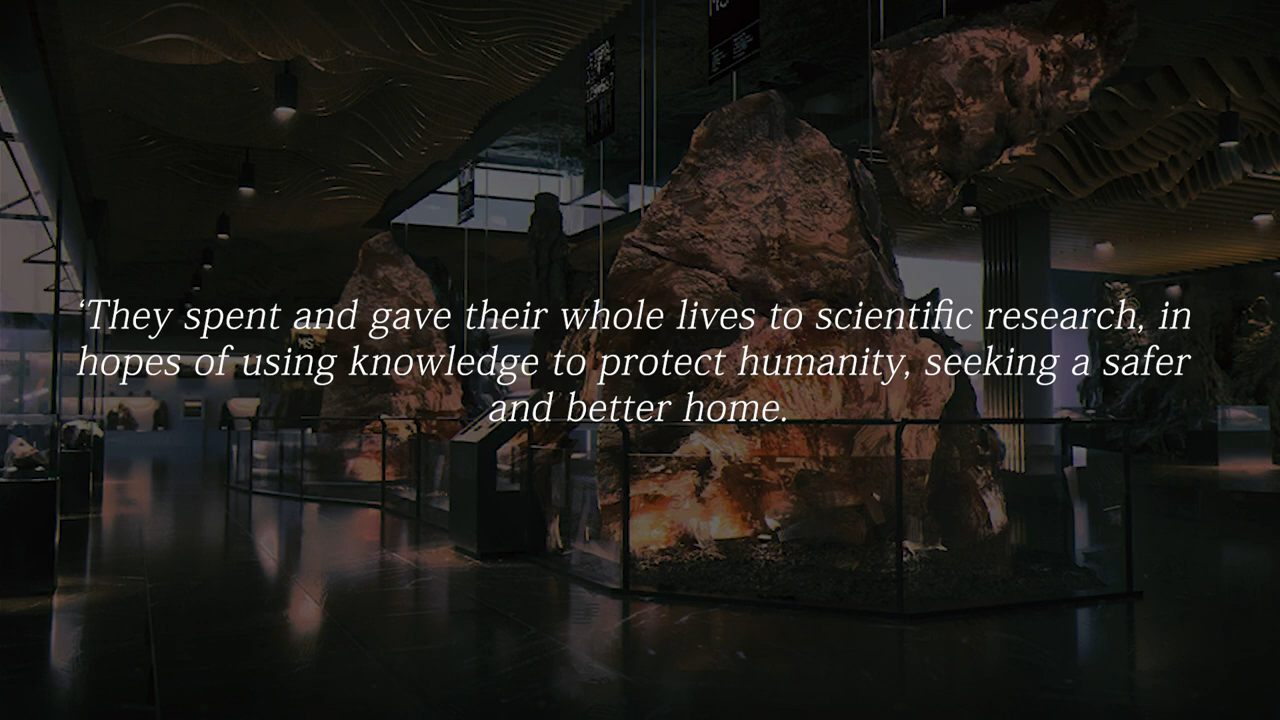 ‘They spent and gave their whole lives to scientific research, in
hopes of using knowledge to protect humanity, seeking a safer
and better home.